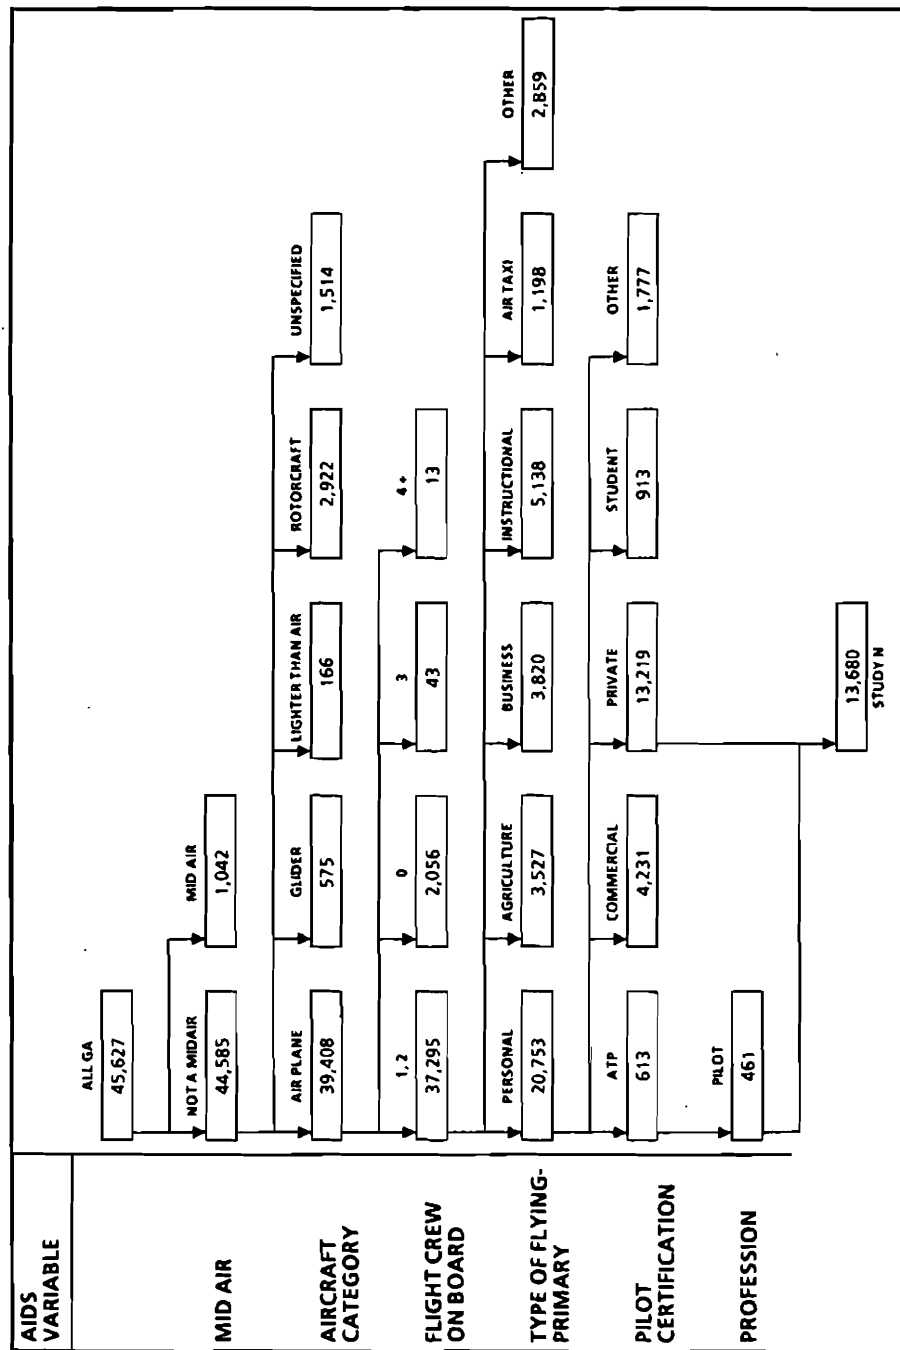 AIDS
VARIABLE
ALL GA
45,627
MID AIR
NOT A MIDAIR
44,585
MID AIR
1,042
AIRCRAFT
CATEGORY
AIR PLANE
39,408
GLIDER
575
LIGHTER THAN AIR
166
ROTORCRAFT
2,922
UNSPECIFIED
1,514
FLIGHT CREW
ON BOARD
1, 2
37,295
0
2,056
3
43
4+
13
TYPE OF FLYING-
PRIMARY
PERSONAL
20,753
AGRICULTURE
3,527
BUSINESS
3,820
INSTRUCTIONAL
5,138
AIR TAXI
1,198
OTHER
2,859
PILOT
CERTIFICATION
ATP
613
COMMERCIAL
4,231
PRIVATE
13,219
STUDENT
913
OTHER
1,777
PROFESSION
PILOT
461
13,680
STUDY N